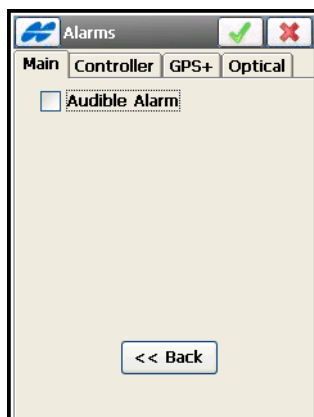 Alarms
Main Controller GPS+ Optical
Audible Alarm
<< Back